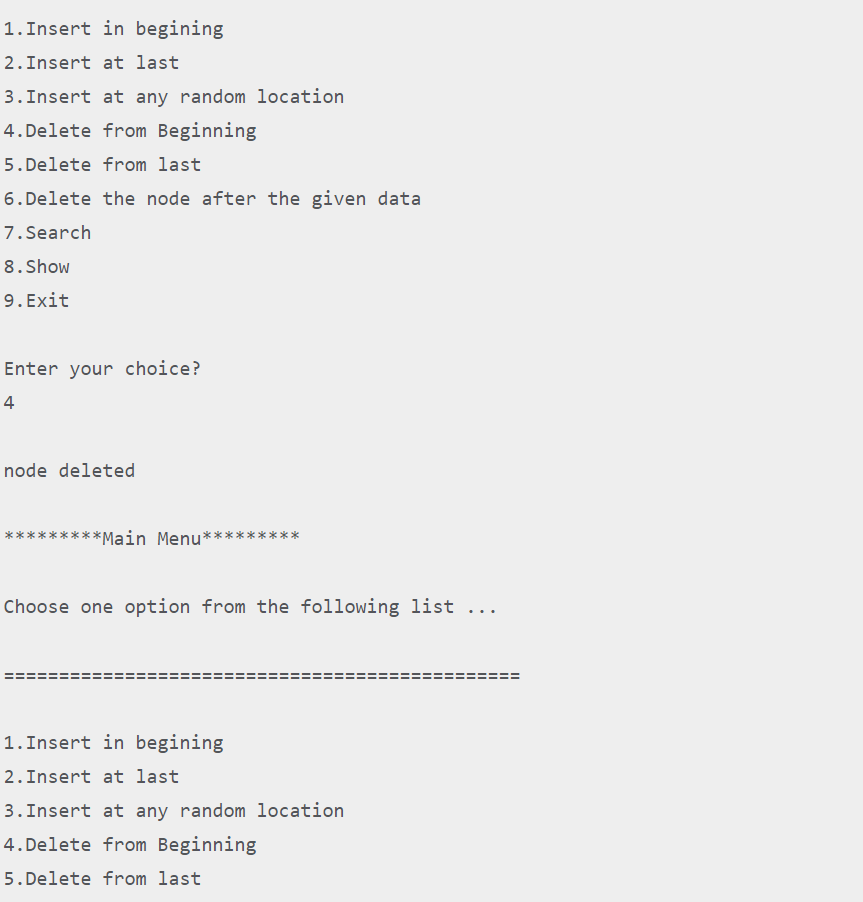 1.Insert in begining
2.Insert at last
3.Insert at any random location
4.Delete from Beginning
5.Delete from last
6.Delete the node after the given data
7.Search
8.Show
9.Exit
Enter your choice?
4
node deleted
*********Main Menu*********
Choose one option from the following list ...
===============================================
1.Insert in begining
2.Insert at last
3.Insert at any random location
4.Delete from Beginning
5.Delete from last